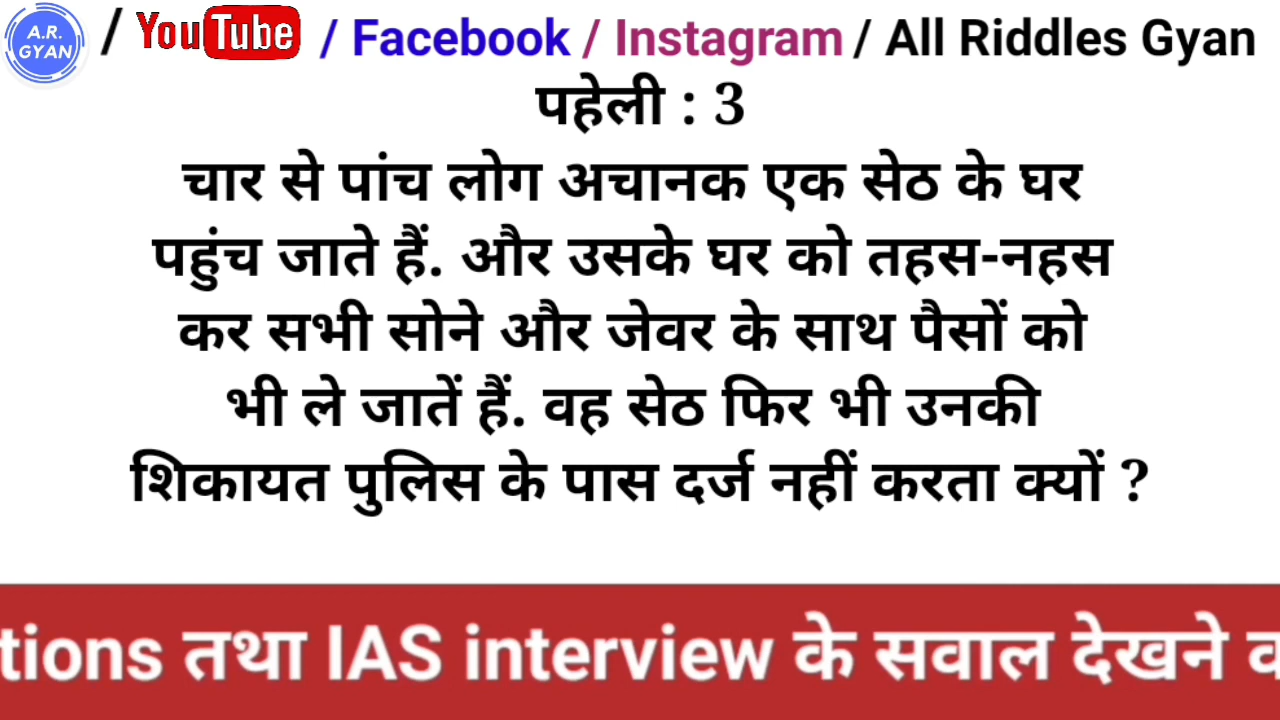 A.R.
GYAN
/ YouTube / Facebook / Instagram / All Riddles Gyan
पहेली : 3
चार से पांच लोग अचानक एक सेठ के घर
पहुंच जाते हैं. और उसके घर को तहस-नहस
कर सभी सोने और जेवर के साथ पैसों को
भी ले जातें हैं. वह सेठ फिर भी उनकी
शिकायत पुलिस के पास दर्ज नहीं करता क्यों ?
tions तथा IAS interview के सवाल देखने